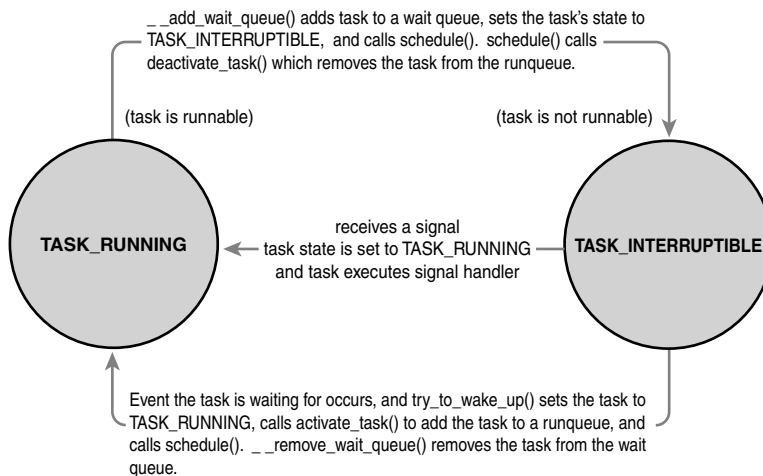 _ _add_wait_queue() adds task to a wait queue, sets the task's state to
TASK_INTERRUPTIBLE, and calls schedule(). schedule() calls
deactivate_task() which removes the task from the runqueue.
(task is runnable)
(task is not runnable)
TASK_RUNNING
receives a signal
task state is set to TASK_RUNNING
and task executes signal handler
TASK_INTERRUPTIBLE
Event the task is waiting for occurs, and try_to_wake_up() sets the task to
TASK_RUNNING, calls activate_task() to add the task to a runqueue, and
calls schedule(). _ _remove_wait_queue() removes the task from the wait
queue.